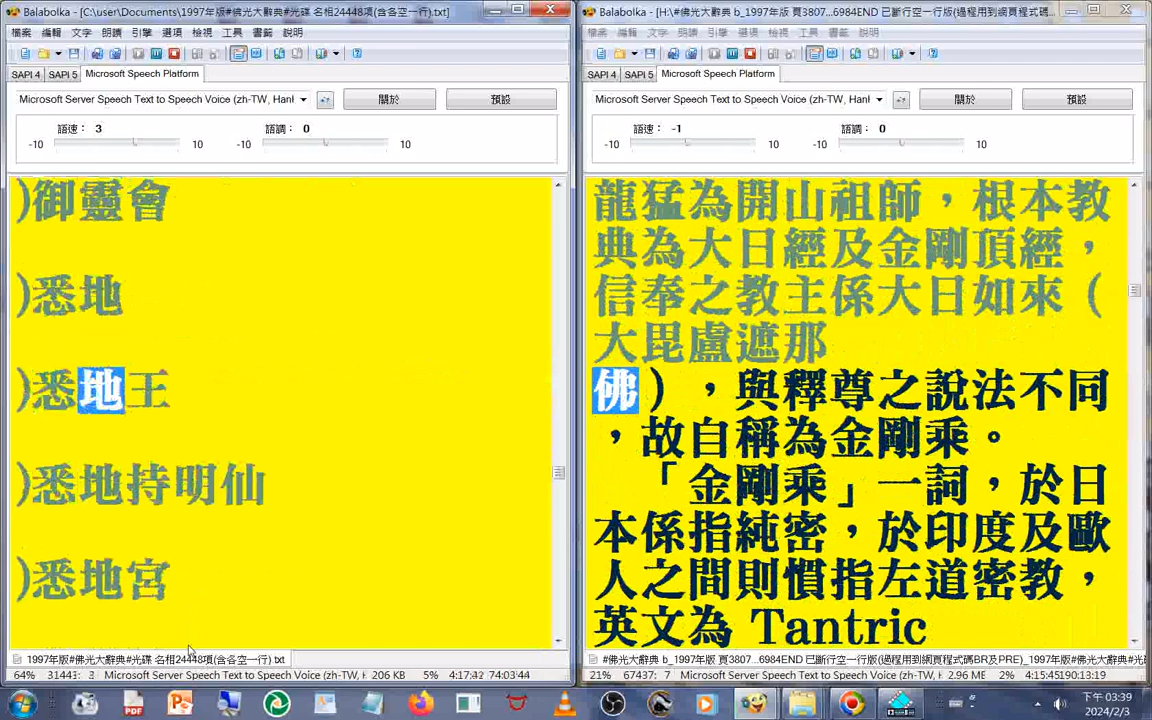 Balabolka - [C:\user\Documents\1997年版#佛光大辭典#光碟 名相24448項(含各空一行).txt]
檔案 編輯 文字 朗讀 引擎 選項 檢視 工具 書籤 說明
SAPI 4 SAPI 5 Microsoft Speech Platform
Microsoft Server Speech Text to Speech Voice (zh-TW, Hanl
關於 預設
語速： 3 語調： 0
-10 10 -10 10
)御靈會
)悉地
)悉地王
)悉地持明仙
)悉地宮
1997年版#佛光大辭典#光碟 名相24448項(含各空一行).txt
64% 31443: 3 Microsoft Server Speech Text to Speech Voice (zh-TW, H 206 KB 5% 4:17:42 74:03:44
Balabolka - [H:\#佛光大辭典 b_1997年版 頁3807...6984END 已斷行空一行版(過程用到網頁程式碼...
檔案 編輯 文字 朗讀 引擎 選項 檢視 工具 書籤 說明
SAPI 4 SAPI 5 Microsoft Speech Platform
Microsoft Server Speech Text to Speech Voice (zh-TW, Hanl
關於 預設
語速： -1 語調： 0
-10 10 -10 10
龍猛為開山祖師，根本教
典為大日經及金剛頂經，
信奉之教主係大日如來（
大毘盧遮那
佛），與釋尊之說法不同
，故自稱為金剛乘。
「金剛乘」一詞，於日
本係指純密，於印度及歐
人之間則慣指左道密教，
英文為 Tantric
#佛光大辭典 b_1997年版 頁3807...6984END 已斷行空一行版(過程用到網頁程式碼BR及PRE)_1997年版#佛光
21% 67437: 7 Microsoft Server Speech Text to Speech Voice (zh-TW, H 2.96 ME 2% 4:15:45190:13:19
PDF
下午 03:39
2024/2/3